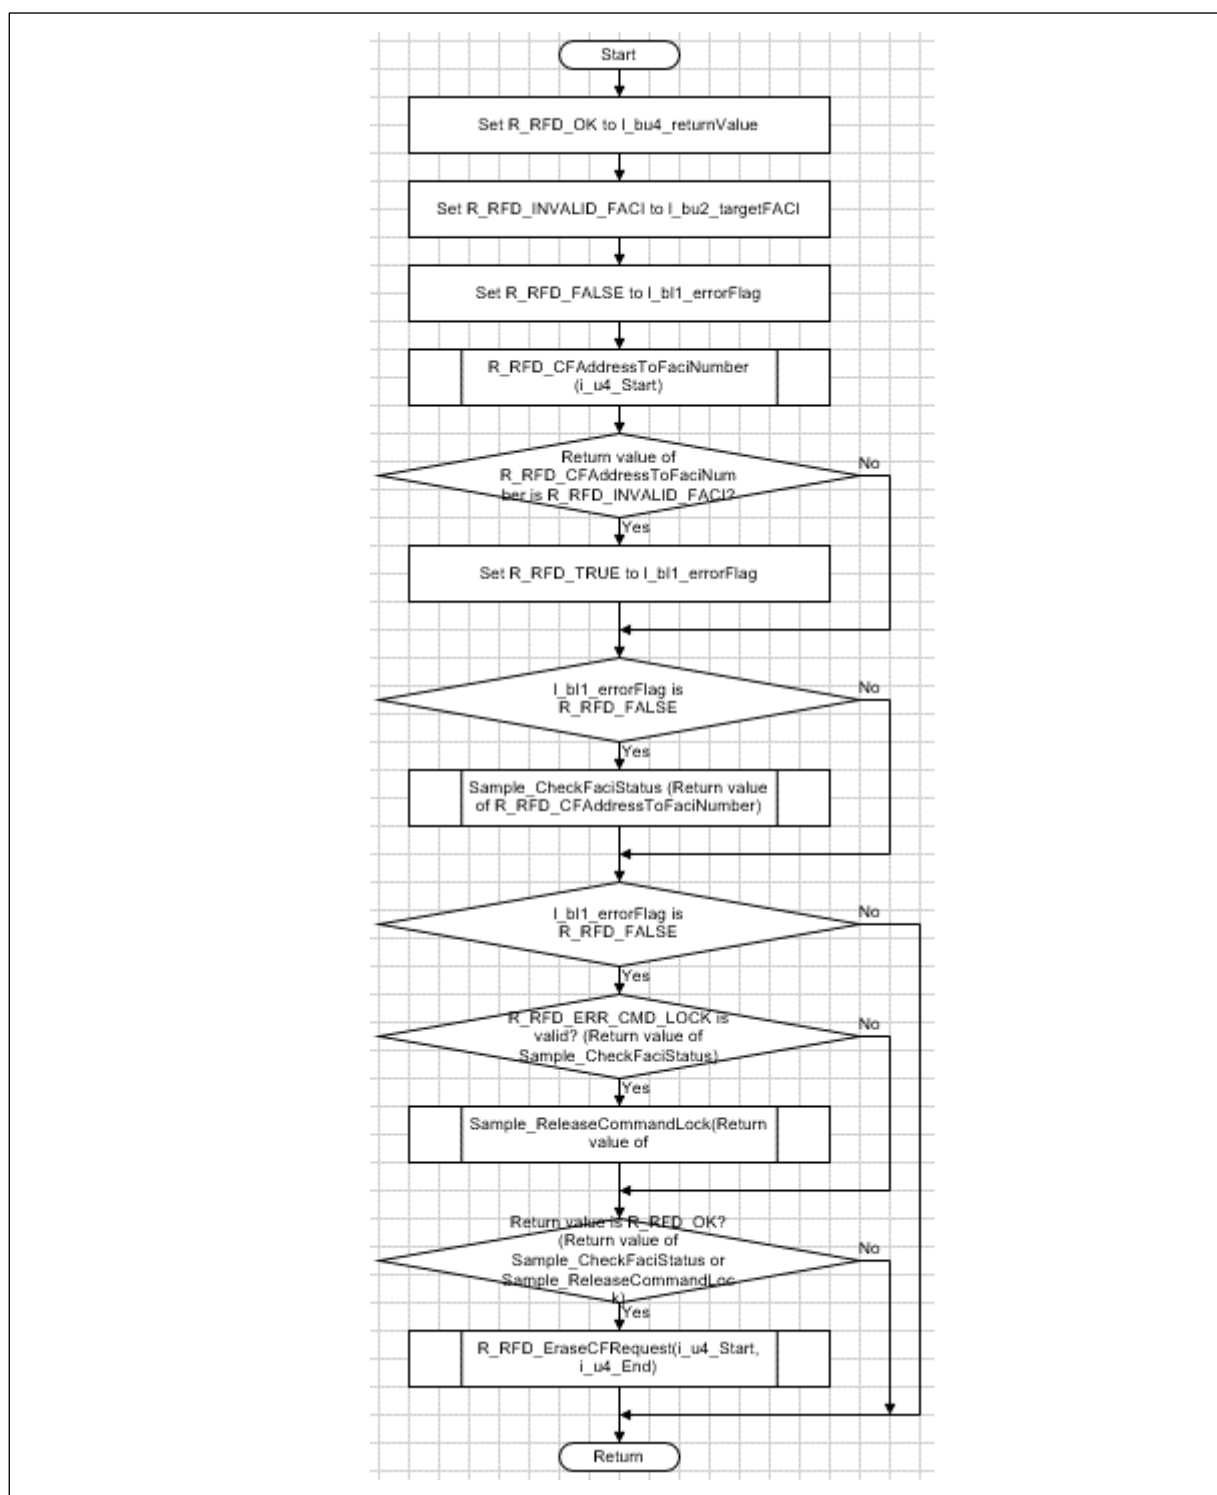 Start
Set R_RFD_OK to l_bu4_returnValue
Set R_RFD_INVALID_FACI to l_bu2_targetFACI
Set R_RFD_FALSE to l_bl1_errorFlag
R_RFD_CFAddressToFaciNumber
(i_u4_Start)
Return value of
R_RFD_CFAddressToFaciNum
ber is R_RFD_INVALID_FACI?
No
Yes
Set R_RFD_TRUE to l_bl1_errorFlag
l_bl1_errorFlag is
R_RFD_FALSE
No
Yes
Sample_CheckFaciStatus (Return value
of R_RFD_CFAddressToFaciNumber)
l_bl1_errorFlag is
R_RFD_FALSE
No
Yes
R_RFD_ERR_CMD_LOCK is
valid? (Return value of
Sample_CheckFaciStatus)
No
Yes
Sample_ReleaseCommandLock(Return
value of
Return value is R_RFD_OK?
(Return value of
Sample_CheckFaciStatus or
Sample_ReleaseCommandLoc
k)
No
Yes
R_RFD_EraseCFRequest(i_u4_Start,
i_u4_End)
Return